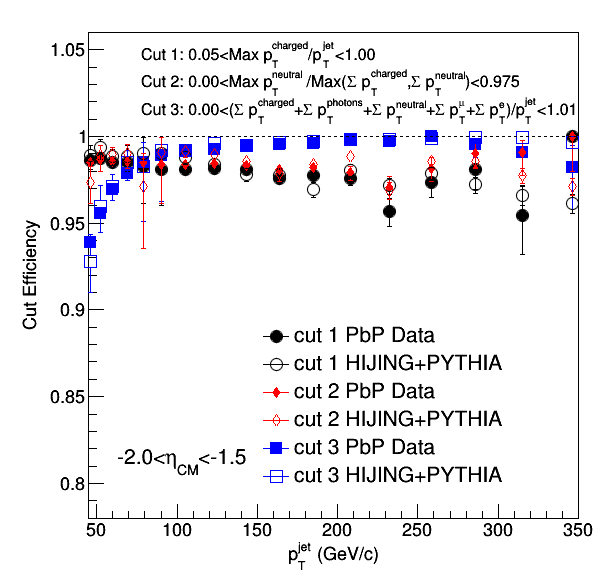 Cut 1: 0.05<Max p_T^charged/p_T^jet<1.00
Cut 2: 0.00<Max p_T^neutral/Max(Σ p_T^charged,Σ p_T^neutral)<0.975
Cut 3: 0.00<(Σ p_T^charged+Σ p_T^photons+Σ p_T^neutral+Σ p_T^μ+Σ p_T^e)/p_T^jet<1.01
1.05
1
0.95
0.9
0.85
0.8
Cut Efficiency
cut 1 PbP Data
cut 1 HIJING+PYTHIA
cut 2 PbP Data
cut 2 HIJING+PYTHIA
cut 3 PbP Data
cut 3 HIJING+PYTHIA
-2.0<η_CM<-1.5
50 100 150 200 250 300 350
p_T^jet (GeV/c)